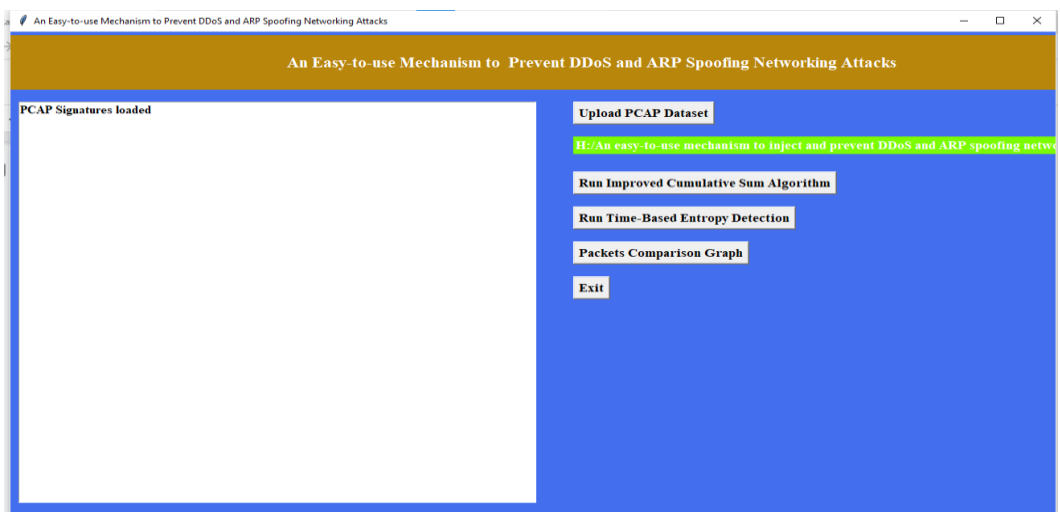 An Easy-to-use Mechanism to Prevent DDoS and ARP Spoofing Networking Attacks
An Easy-to-use Mechanism to  Prevent DDoS and ARP Spoofing Networking Attacks
PCAP Signatures loaded
Upload PCAP Dataset
H:/An easy-to-use mechanism to inject and prevent DDoS and ARP spoofing
Run Improved Cumulative Sum Algorithm
Run Time-Based Entropy Detection
Packets Comparison Graph
Exit